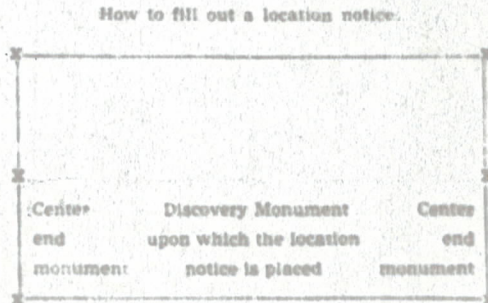 How to fill out a location notice.
Center Discovery Monument Center
end upon which the location end
monument notice is placed monument